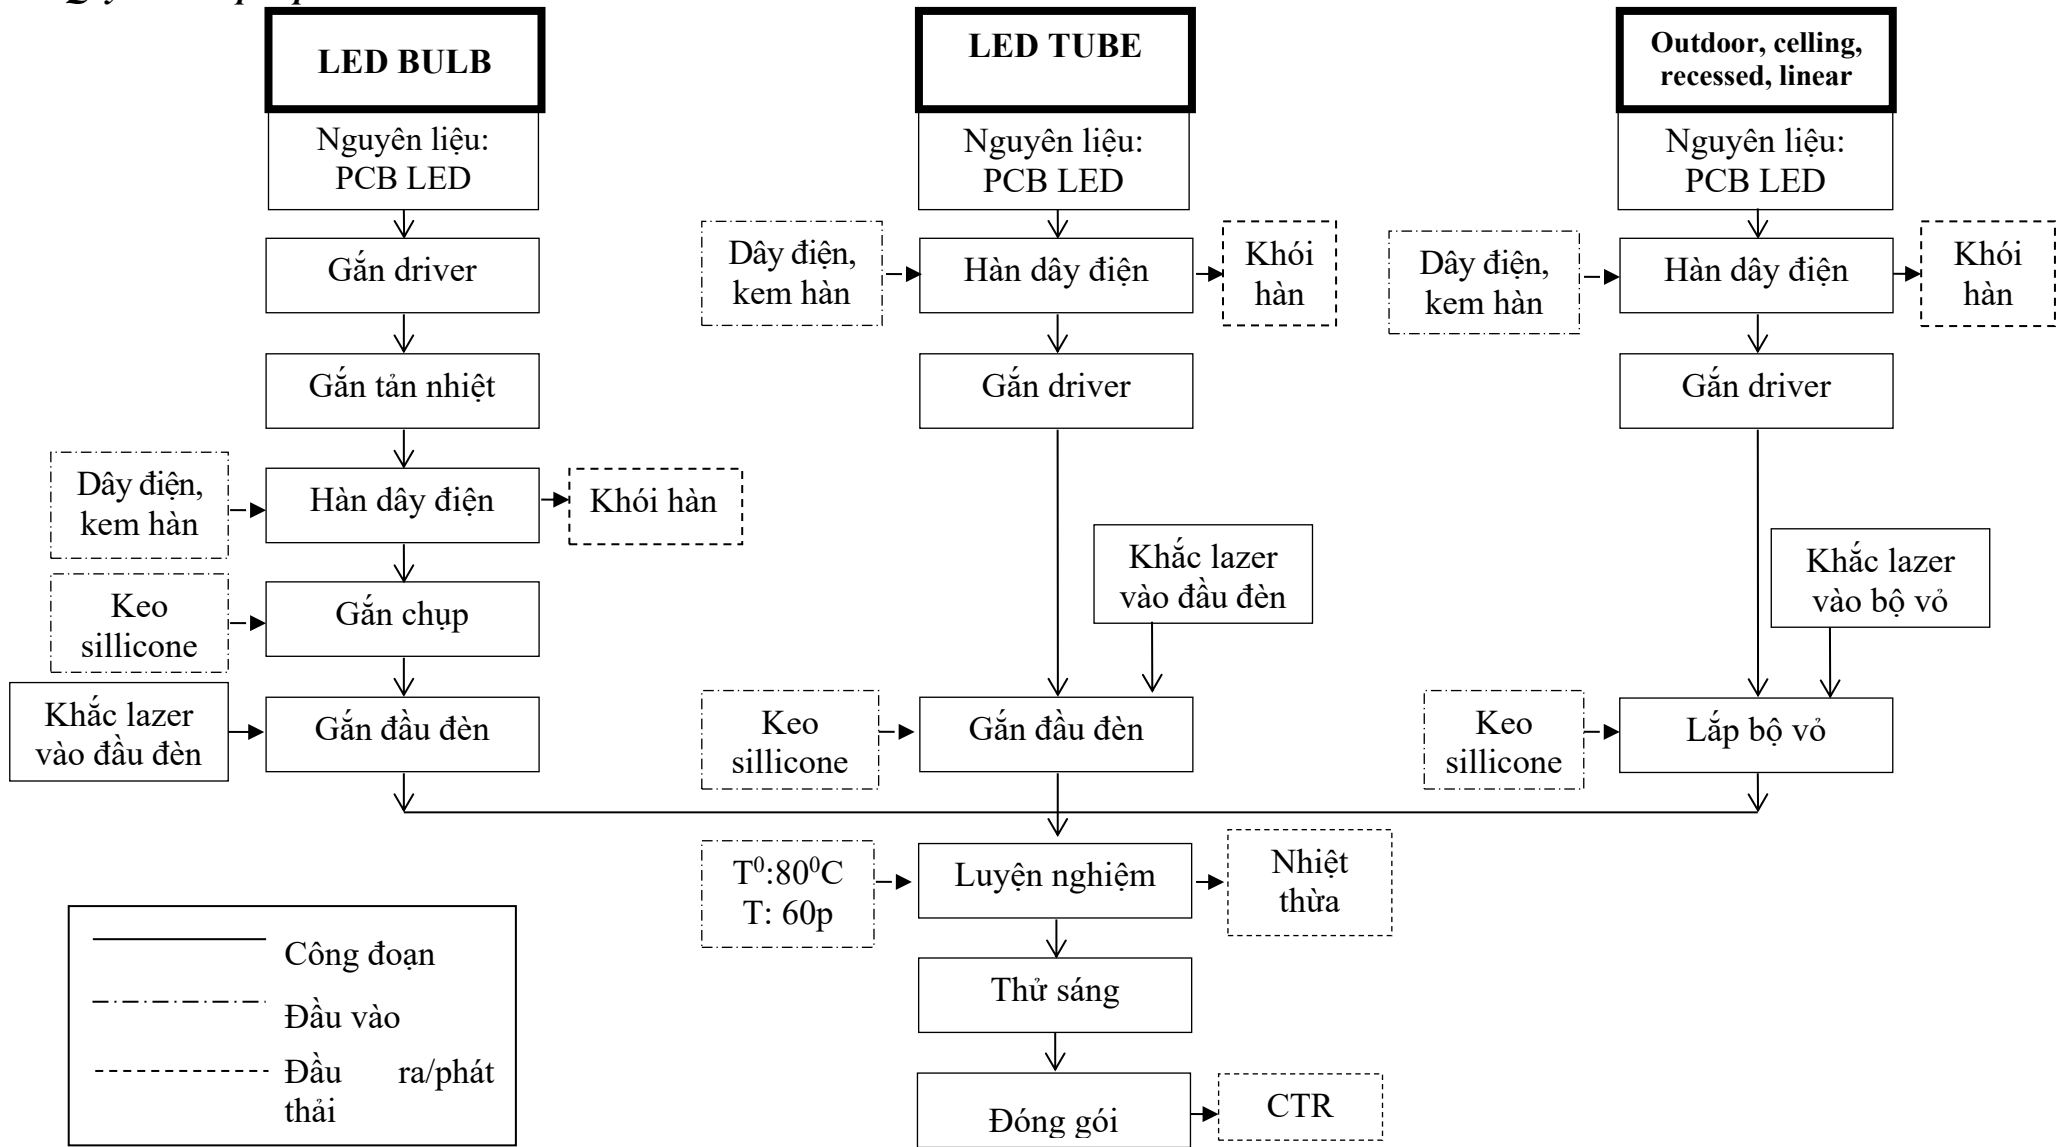 LED BULB
LED TUBE
Outdoor, celling,
recessed, linear
Nguyên liệu:
PCB LED
Nguyên liệu:
PCB LED
Nguyên liệu:
PCB LED
Gắn driver
Dây điện,
kem hàn
Hàn dây điện
Khói
hàn
Dây điện,
kem hàn
Hàn dây điện
Khói
hàn
Gắn tản nhiệt
Gắn driver
Gắn driver
Dây điện,
kem hàn
Hàn dây điện
Khói hàn
Khắc lazer
vào đầu đèn
Khắc lazer
vào bộ vỏ
Keo
sillicone
Gắn chụp
Khắc lazer
vào đầu đèn
Gắn đầu đèn
Keo
sillicone
Gắn đầu đèn
Keo
sillicone
Lắp bộ vỏ
T⁰:80⁰C
T: 60p
Luyện nghiệm
Nhiệt
thừa
Thử sáng
Đóng gói
CTR
Công đoạn
Đầu vào
Đầu ra/phát
thải